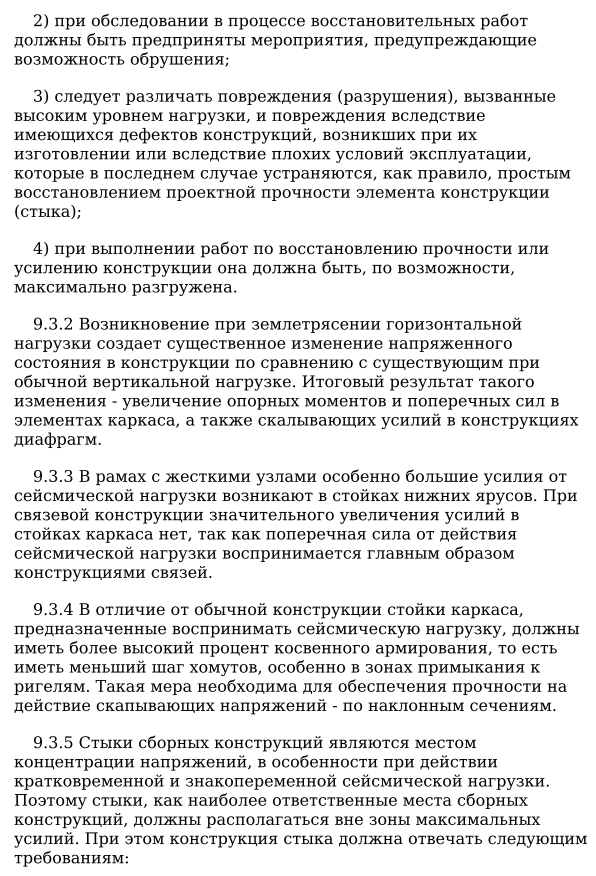 2) при обследовании в процессе восстановительных работ
должны быть предприняты мероприятия, предупреждающие
возможность обрушения;
3) следует различать повреждения (разрушения), вызванные
высоким уровнем нагрузки, и повреждения вследствие
имеющихся дефектов конструкций, возникших при их
изготовлении или вследствие плохих условий эксплуатации,
которые в последнем случае устраняются, как правило, простым
восстановлением проектной прочности элемента конструкции
(стыка);
4) при выполнении работ по восстановлению прочности или
усилению конструкции она должна быть, по возможности,
максимально разгружена.
9.3.2 Возникновение при землетрясении горизонтальной
нагрузки создает существенное изменение напряженного
состояния в конструкции по сравнению с существующим при
обычной вертикальной нагрузке. Итоговый результат такого
изменения - увеличение опорных моментов и поперечных сил в
элементах каркаса, а также скалывающих усилий в конструкциях
диафрагм.
9.3.3 В рамах с жесткими узлами особенно большие усилия от
сейсмической нагрузки возникают в стойках нижних ярусов. При
связевой конструкции значительного увеличения усилий в
стойках каркаса нет, так как поперечная сила от действия
сейсмической нагрузки воспринимается главным образом
конструкциями связей.
9.3.4 В отличие от обычной конструкции стойки каркаса,
предназначенные воспринимать сейсмическую нагрузку, должны
иметь более высокий процент косвенного армирования, то есть
иметь меньший шаг хомутов, особенно в зонах примыкания к
ригелям. Такая мера необходима для обеспечения прочности на
действие скапывающих напряжений - по наклонным сечениям.
9.3.5 Стыки сборных конструкций являются местом
концентрации напряжений, в особенности при действии
кратковременной и знакопеременной сейсмической нагрузки.
Поэтому стыки, как наиболее ответственные места сборных
конструкций, должны располагаться вне зоны максимальных
усилий. При этом конструкция стыка должна отвечать следующим
требованиям: